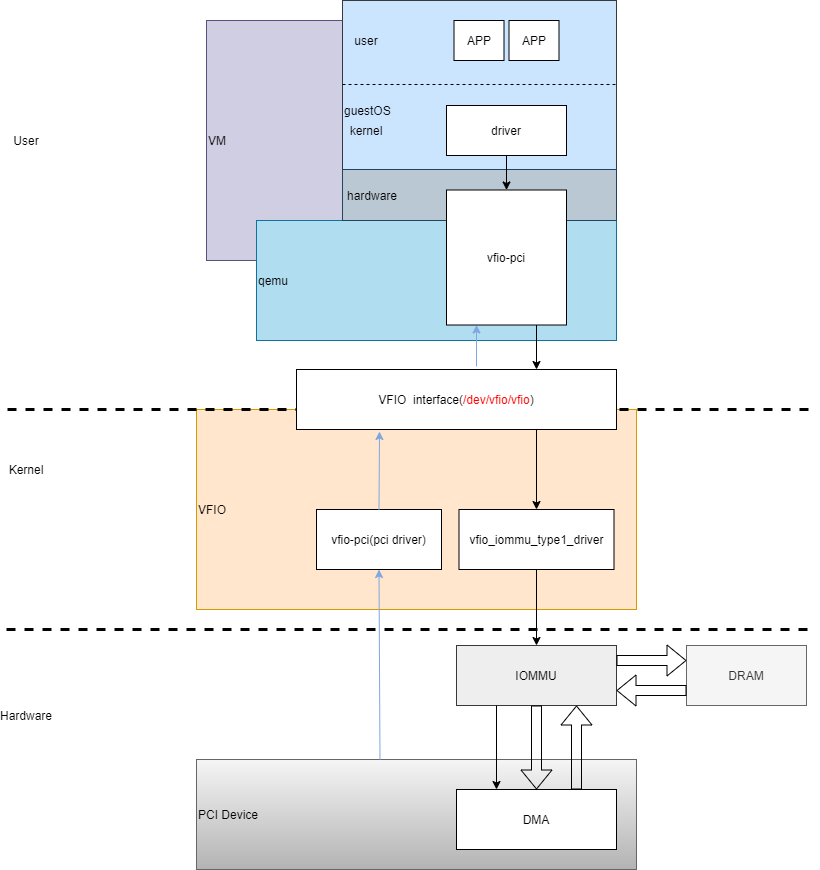 user
APP
APP
guestOS
kernel
driver
User
VM
hardware
vfio-pci
qemu
VFIO interface(/dev/vfio/vfio)
Kernel
VFIO
vfio-pci(pci driver)
vfio_iommu_type1_driver
IOMMU
DRAM
Hardware
PCI Device
DMA